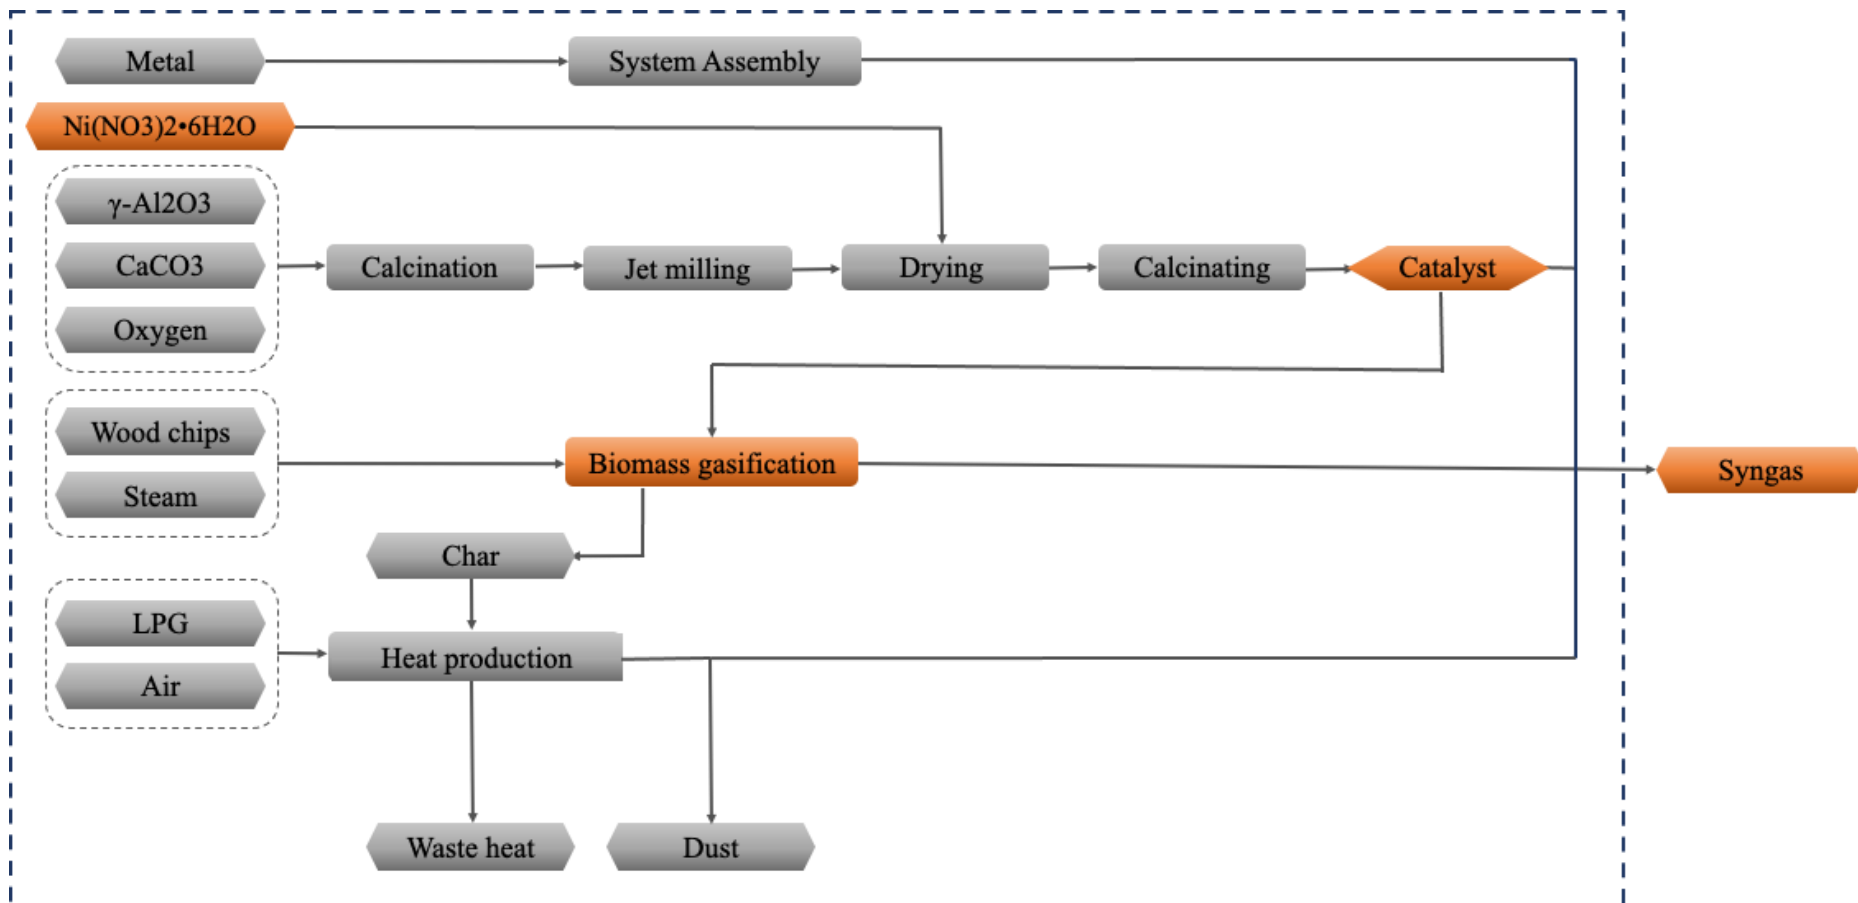 Metal
System Assembly
Ni(NO3)2•6H2O
γ-Al2O3
CaCO3
Oxygen
Calcination
Jet milling
Drying
Calcinating
Catalyst
Wood chips
Steam
Biomass gasification
Syngas
Char
LPG
Air
Heat production
Waste heat
Dust